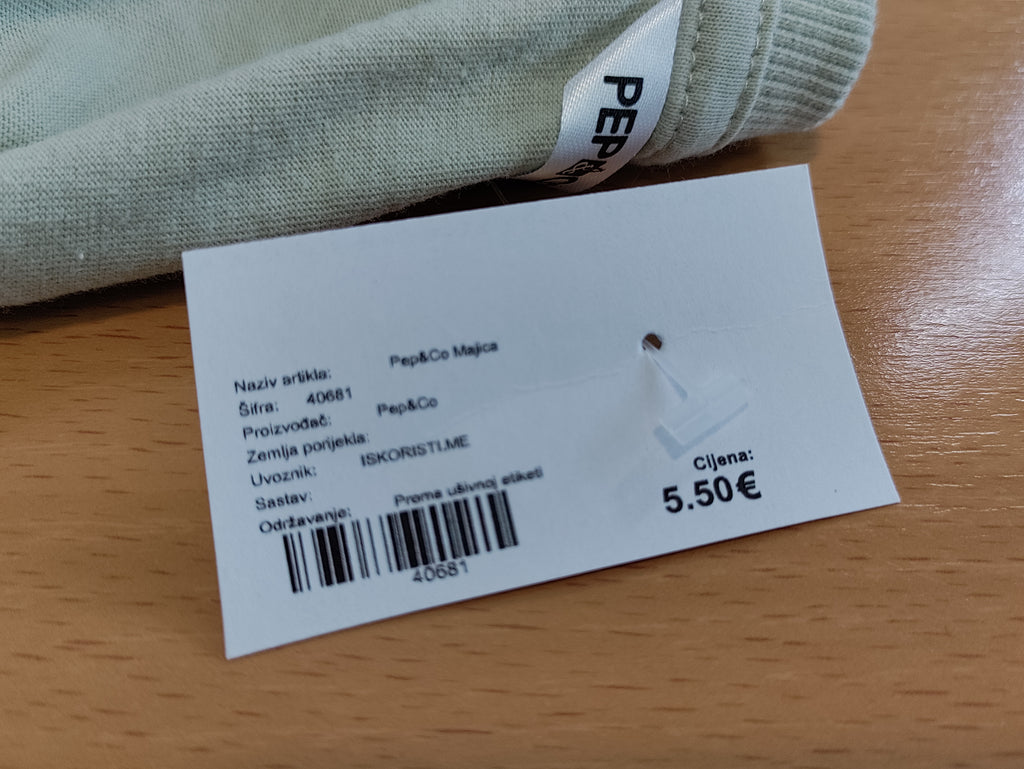 PEP
Naziv artikla: Pep&Co Majica
Šifra: 40681
Proizvođač: Pep&Co
Zemlja porijekla:
Uvoznik: ISKORISTI.ME
Sastav:
Održavanje: Prema ušivnoj etiketi
40681
Cijena:
5.50€